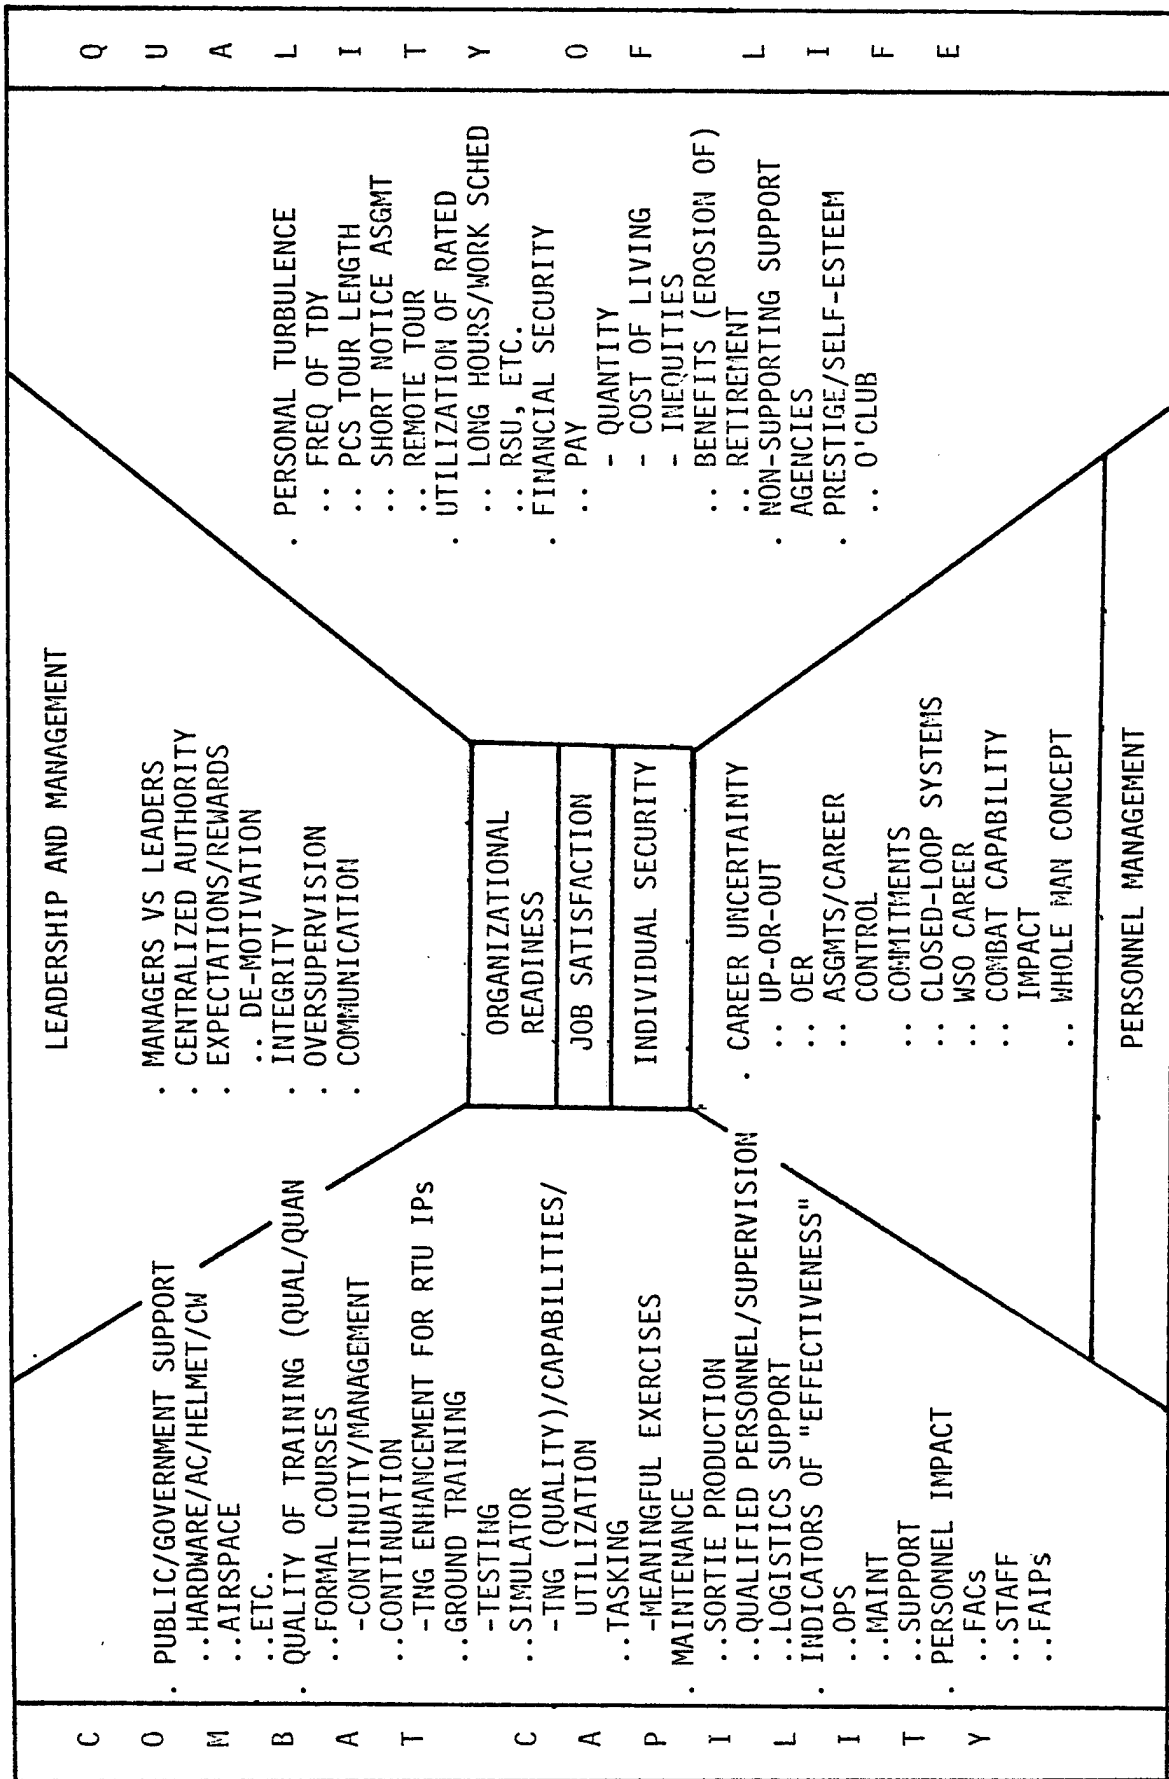 LEADERSHIP AND MANAGEMENT
. MANAGERS VS LEADERS
. CENTRALIZED AUTHORITY
. EXPECTATIONS/REWARDS
.. DE-MOTIVATION
. INTEGRITY
. OVERSUPERVISION
. COMMUNICATION
COMBAT CAPILITY
. PUBLIC/GOVERNMENT SUPPORT
..HARDWARE/AC/HELMET/CW
..AIRSPACE
..ETC.
. QUALITY OF TRAINING (QUAL/QUAN
..FORMAL COURSES
-CONTINUITY/MANAGEMENT
..CONTINUATION
-TNG ENHANCEMENT FOR RTU IPs
..GROUND TRAINING
-TESTING
..SIMULATOR
-TNG (QUALITY)/CAPABILITIES/
UTILIZATION
..TASKING
-MEANINGFUL EXERCISES
. MAINTENANCE
..SORTIE PRODUCTION
..QUALIFIED PERSONNEL/SUPERVISION
..LOGISTICS SUPPORT
. INDICATORS OF "EFFECTIVENESS"
..OPS
..MAINT
..SUPPORT
. PERSONNEL IMPACT
..FACs
..STAFF
..FAIPs
ORGANIZATIONAL
READINESS
JOB SATISFACTION
INDIVIDUAL SECURITY
. PERSONAL TURBULENCE
.. FREQ OF TDY
.. PCS TOUR LENGTH
.. SHORT NOTICE ASGMT
.. REMOTE TOUR
. UTILIZATION OF RATED
.. LONG HOURS/WORK SCHED
.. RSU, ETC.
. FINANCIAL SECURITY
.. PAY
- QUANTITY
- COST OF LIVING
- INEQUITIES
.. BENEFITS (EROSION OF)
.. RETIREMENT
. NON-SUPPORTING SUPPORT
AGENCIES
. PRESTIGE/SELF-ESTEEM
.. O'CLUB
QUALITY OF LIFE
. CAREER UNCERTAINTY
.. UP-OR-OUT
.. OER
.. ASGMTS/CAREER
CONTROL
.. COMMITMENTS
.. CLOSED-LOOP SYSTEMS
.. WSO CAREER
.. COMBAT CAPABILITY
IMPACT
.. WHOLE MAN CONCEPT
PERSONNEL MANAGEMENT